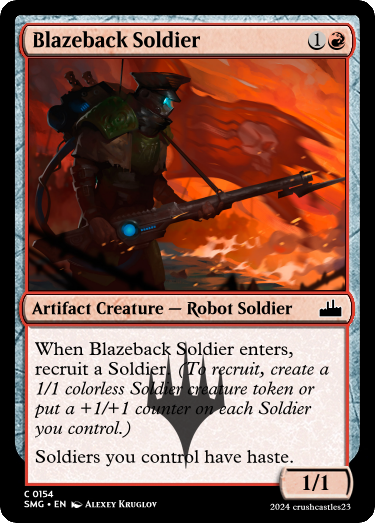 Blazeback Soldier 1
Artifact Creature — Robot Soldier
When Blazeback Soldier enters,
recruit a Soldier. (To recruit, create a
1/1 colorless Soldier creature token or
put a +1/+1 counter on each Soldier
you control.)
Soldiers you control have haste.
1/1
C 0154
SMG • EN Alexey Kruglov
2024 crushcastles23